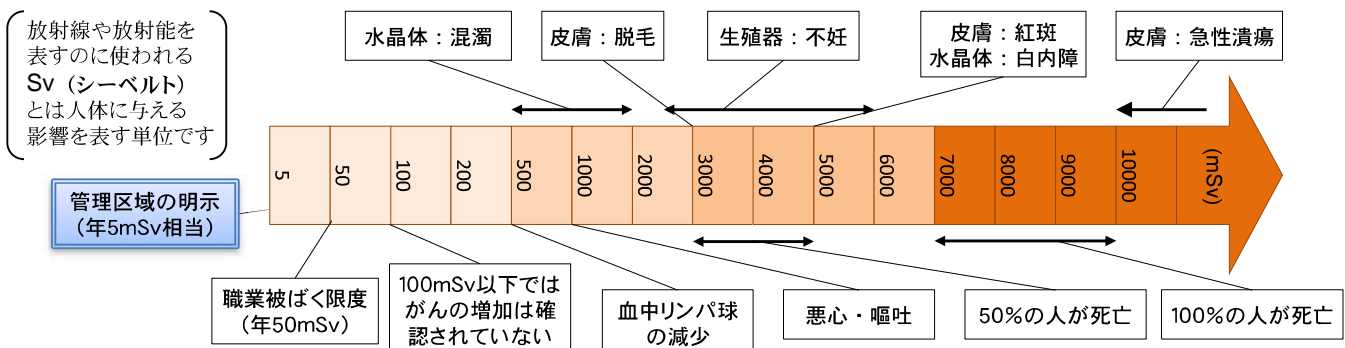 放射線や放射能を
表すのに使われる
Sv（シーベルト）
とは人体に与える
影響を表す単位です
水晶体：混濁
皮膚：脱毛
生殖器：不妊
皮膚：紅斑
水晶体：白内障
皮膚：急性潰瘍
5
50
100
200
500
1000
2000
3000
4000
5000
6000
7000
8000
9000
10000
(mSv)
管理区域の明示
（年5mSv相当）
職業被ばく限度
（年50mSv）
100mSv以下では
がんの増加は確
認されていない
血中リンパ球
の減少
悪心・嘔吐
50%の人が死亡
100%の人が死亡